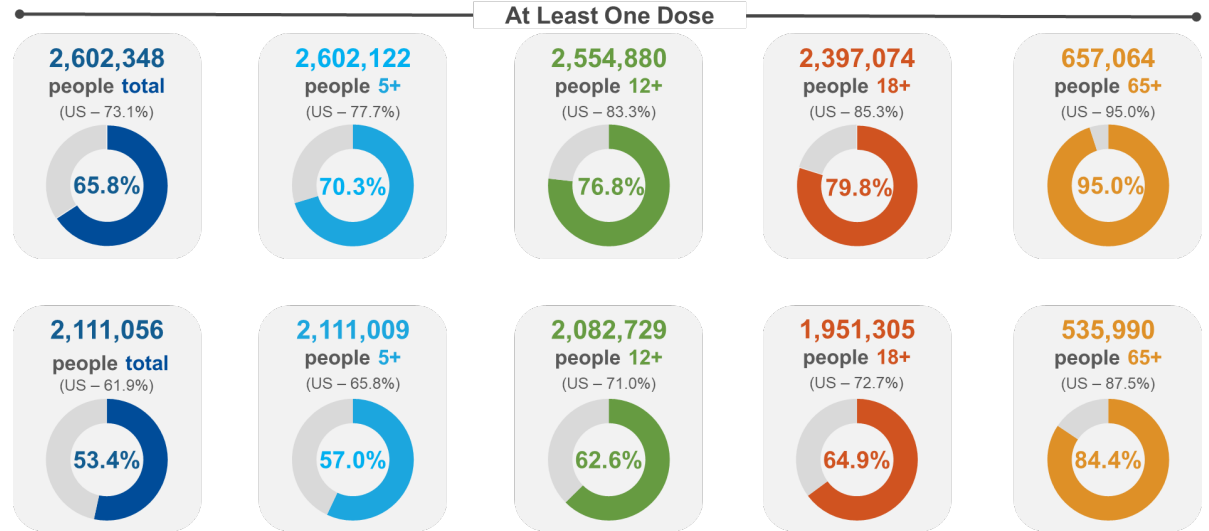 At Least One Dose
2,602,348
people total
(US – 73.1%)
65.8%
2,602,122
people 5+
(US – 77.7%)
70.3%
2,554,880
people 12+
(US – 83.3%)
76.8%
2,397,074
people 18+
(US – 85.3%)
79.8%
657,064
people 65+
(US – 95.0%)
95.0%
2,111,056
people total
(US – 61.9%)
53.4%
2,111,009
people 5+
(US – 65.8%)
57.0%
2,082,729
people 12+
(US – 71.0%)
62.6%
1,951,305
people 18+
(US – 72.7%)
64.9%
535,990
people 65+
(US – 87.5%)
84.4%